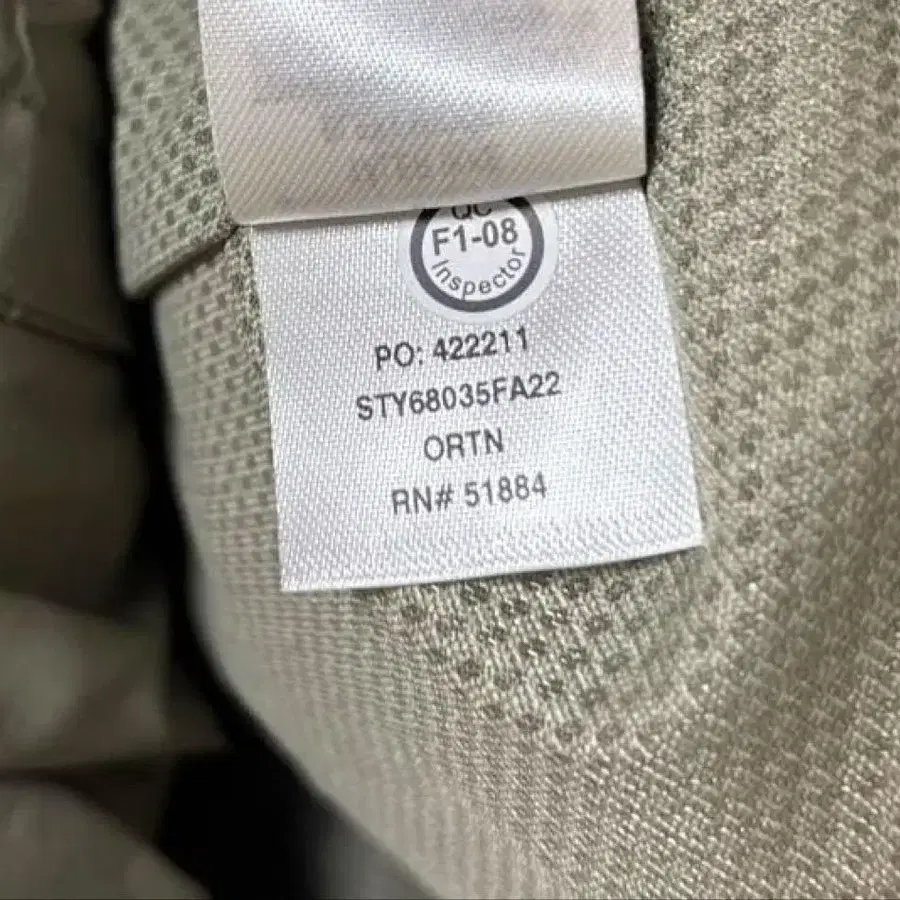 QC
F1-08
Inspector
PO: 422211
STY68035FA22
ORTN
RN# 51884